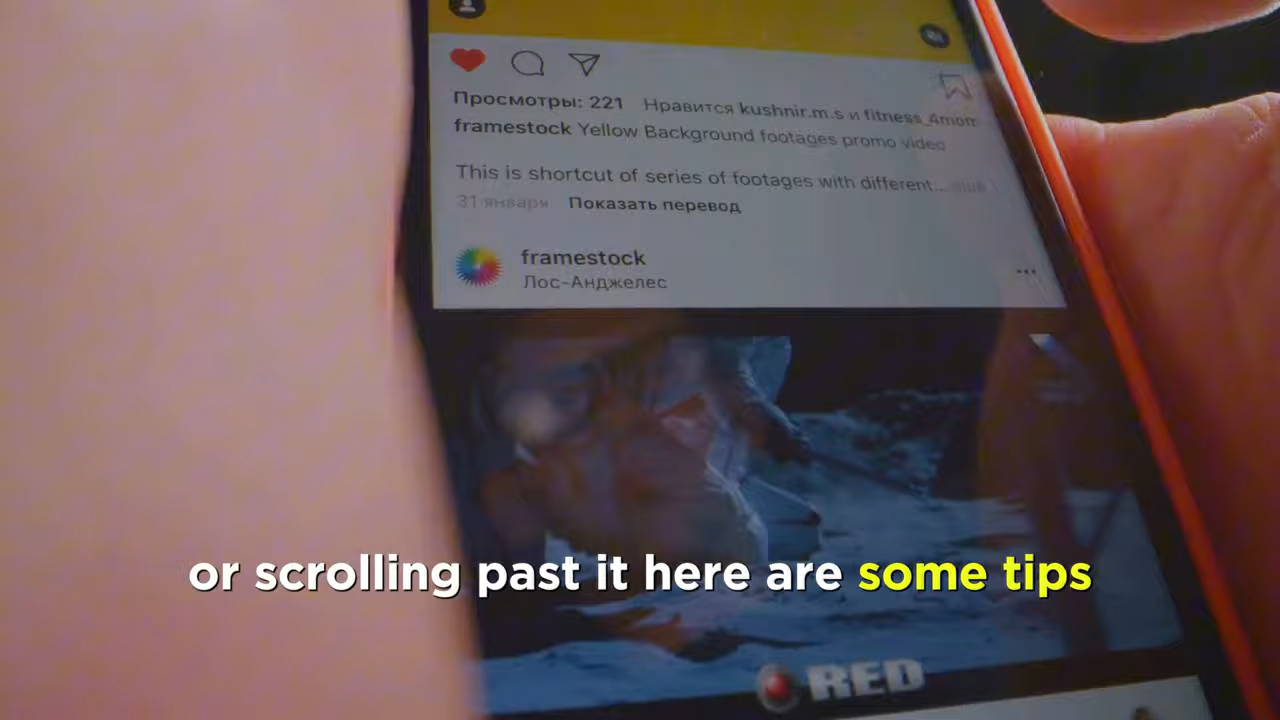 Просмотры: 221 Нравится kushnir.m.s и fitness_4mom
framestock Yellow Background footages promo video
This is shortcut of series of footages with different... ещё
31 января Показать перевод
framestock
Лос-Анджелес
or scrolling past it here are some tips
RED